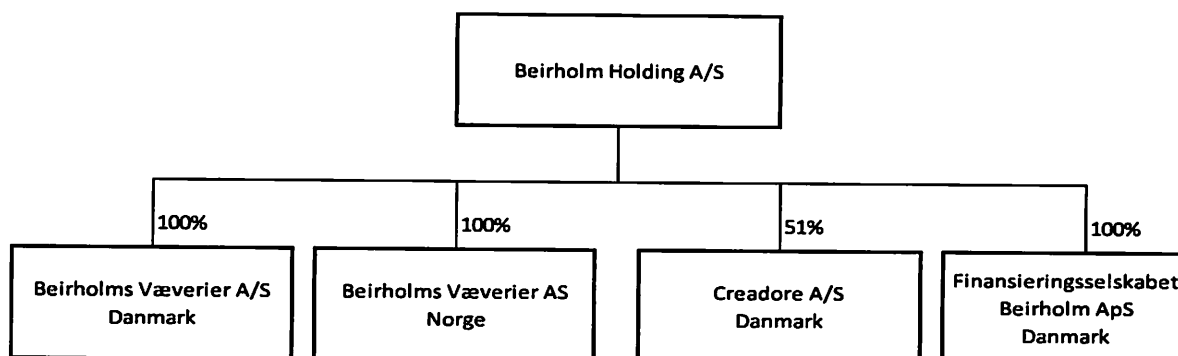 Beirholm Holding A/S
100%
100%
51%
100%
Beirholms Væverier A/S
Danmark
Beirholms Væverier AS
Norge
Creadore A/S
Danmark
Finansieringsselskabet
Beirholm ApS
Danmark